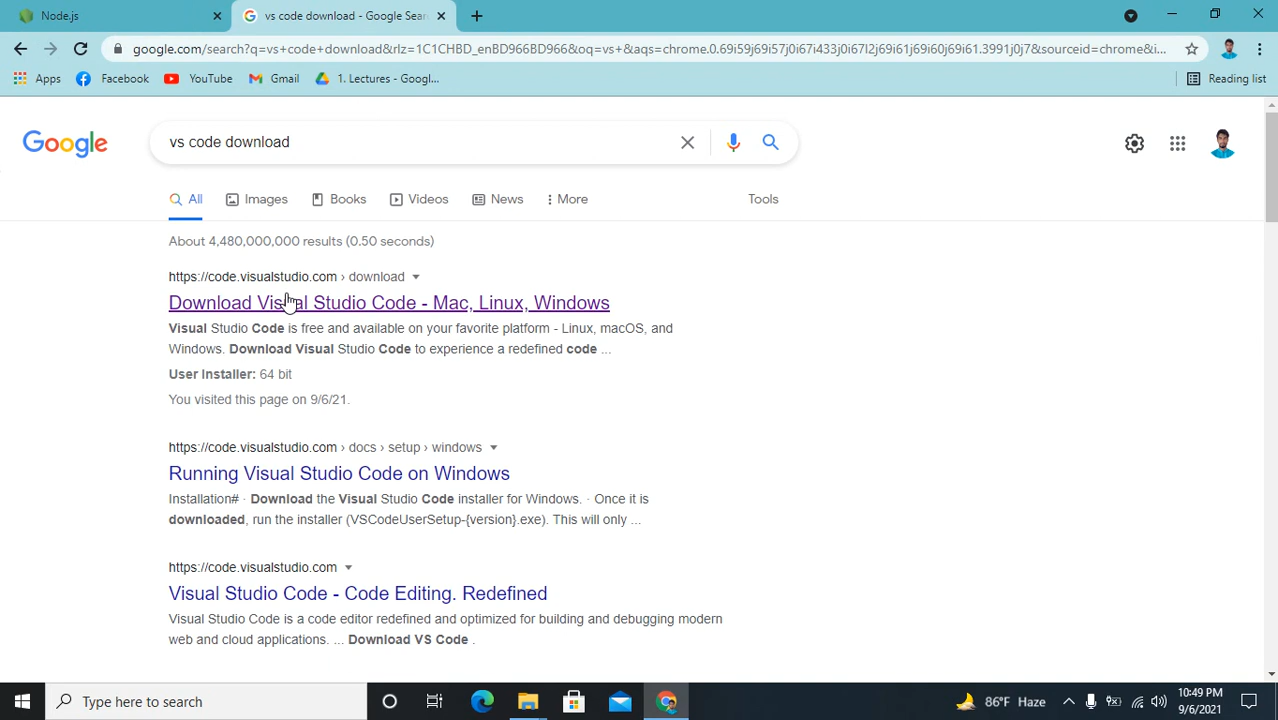 Node.js
vs code download - Google Sear
google.com/search?q=vs+code+download&rlz=1C1CHBD_enBD966BD966&oq=vs+&aqs=chrome.0.69i59j69i57j0i67i433j0i67l2j69i61j69i60j69i61.3991j0j7&sourceid=chrome&i...
Apps
Facebook
YouTube
Gmail
1. Lectures - Googl...
Reading list
Google
vs code download
All
Images
Books
Videos
News
More
Tools
About 4,480,000,000 results (0.50 seconds)
https://code.visualstudio.com › download
Download Visual Studio Code - Mac, Linux, Windows
Visual Studio Code is free and available on your favorite platform - Linux, macOS, and
Windows. Download Visual Studio Code to experience a redefined code ...
User Installer: 64 bit
You visited this page on 9/6/21.
https://code.visualstudio.com › docs › setup › windows
Running Visual Studio Code on Windows
Installation# · Download the Visual Studio Code installer for Windows. · Once it is
downloaded, run the installer (VSCodeUserSetup-{version}.exe). This will only ...
https://code.visualstudio.com
Visual Studio Code - Code Editing. Redefined
Visual Studio Code is a code editor redefined and optimized for building and debugging modern
web and cloud applications. ... Download VS Code .
Type here to search
86°F Haze
10:49 PM
9/6/2021